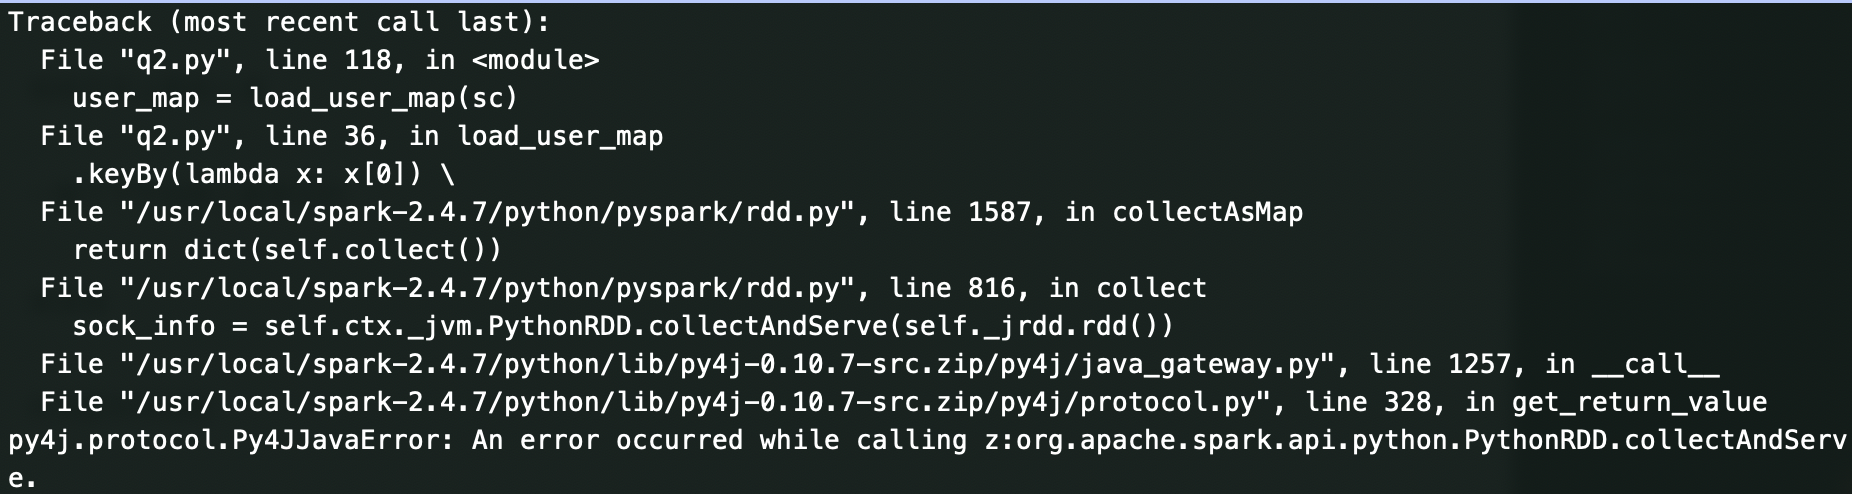 Traceback (most recent call last):
  File "q2.py", line 118, in <module>
    user_map = load_user_map(sc)
  File "q2.py", line 36, in load_user_map
    .keyBy(lambda x: x[0]) \
  File "/usr/local/spark-2.4.7/python/pyspark/rdd.py", line 1587, in collectAsMap
    return dict(self.collect())
  File "/usr/local/spark-2.4.7/python/pyspark/rdd.py", line 816, in collect
    sock_info = self.ctx._jvm.PythonRDD.collectAndServe(self._jrdd.rdd())
  File "/usr/local/spark-2.4.7/python/lib/py4j-0.10.7-src.zip/py4j/java_gateway.py", line 1257, in __call__
  File "/usr/local/spark-2.4.7/python/lib/py4j-0.10.7-src.zip/py4j/protocol.py", line 328, in get_return_value
py4j.protocol.Py4JJavaError: An error occurred while calling z:org.apache.spark.api.python.PythonRDD.collectAndServ
e.